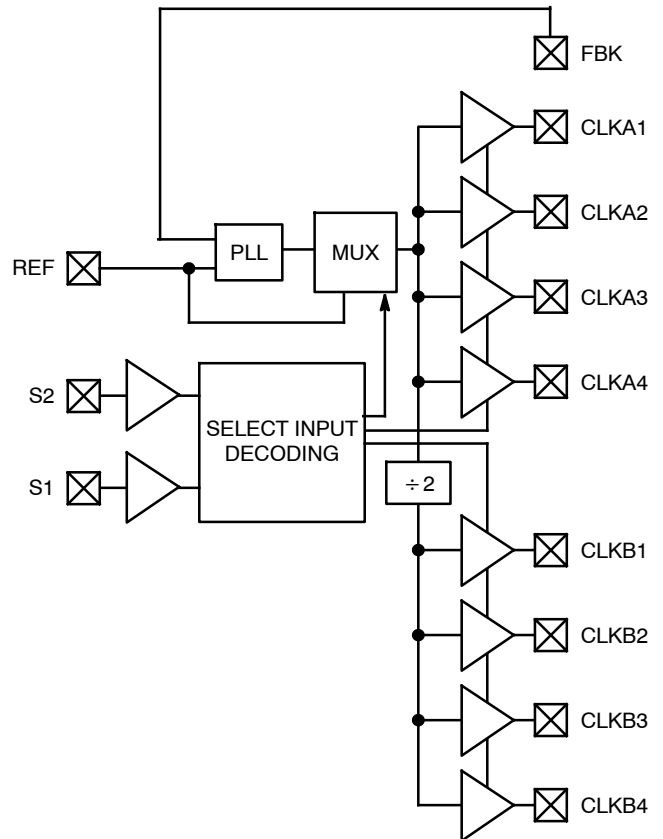 FBK
CLKA1
CLKA2
PLL
MUX
REF
CLKA3
CLKA4
S2
SELECT INPUT
DECODING
S1
÷2
CLKB1
CLKB2
CLKB3
CLKB4